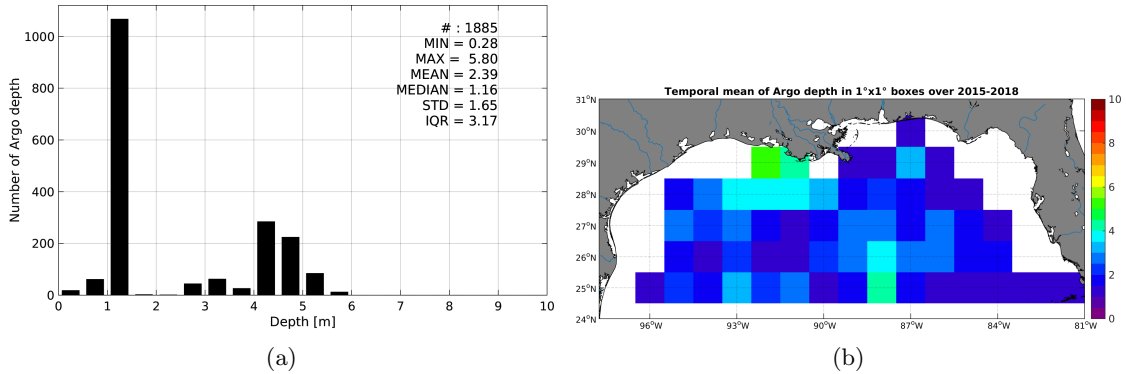 # : 1885
MIN = 0.28
MAX = 5.80
MEAN = 2.39
MEDIAN = 1.16
STD = 1.65
IQR = 3.17
1000
800
600
400
200
0
Number of Argo depth
0 1 2 3 4 5 6 7 8 9 10
Depth [m]
(a)
Temporal mean of Argo depth in 1°x1° boxes over 2015-2018
31°N
30°N
29°N
28°N
27°N
26°N
25°N
24°N
96°W 93°W 90°W 87°W 84°W 81°W
10
8
6
4
2
0
(b)